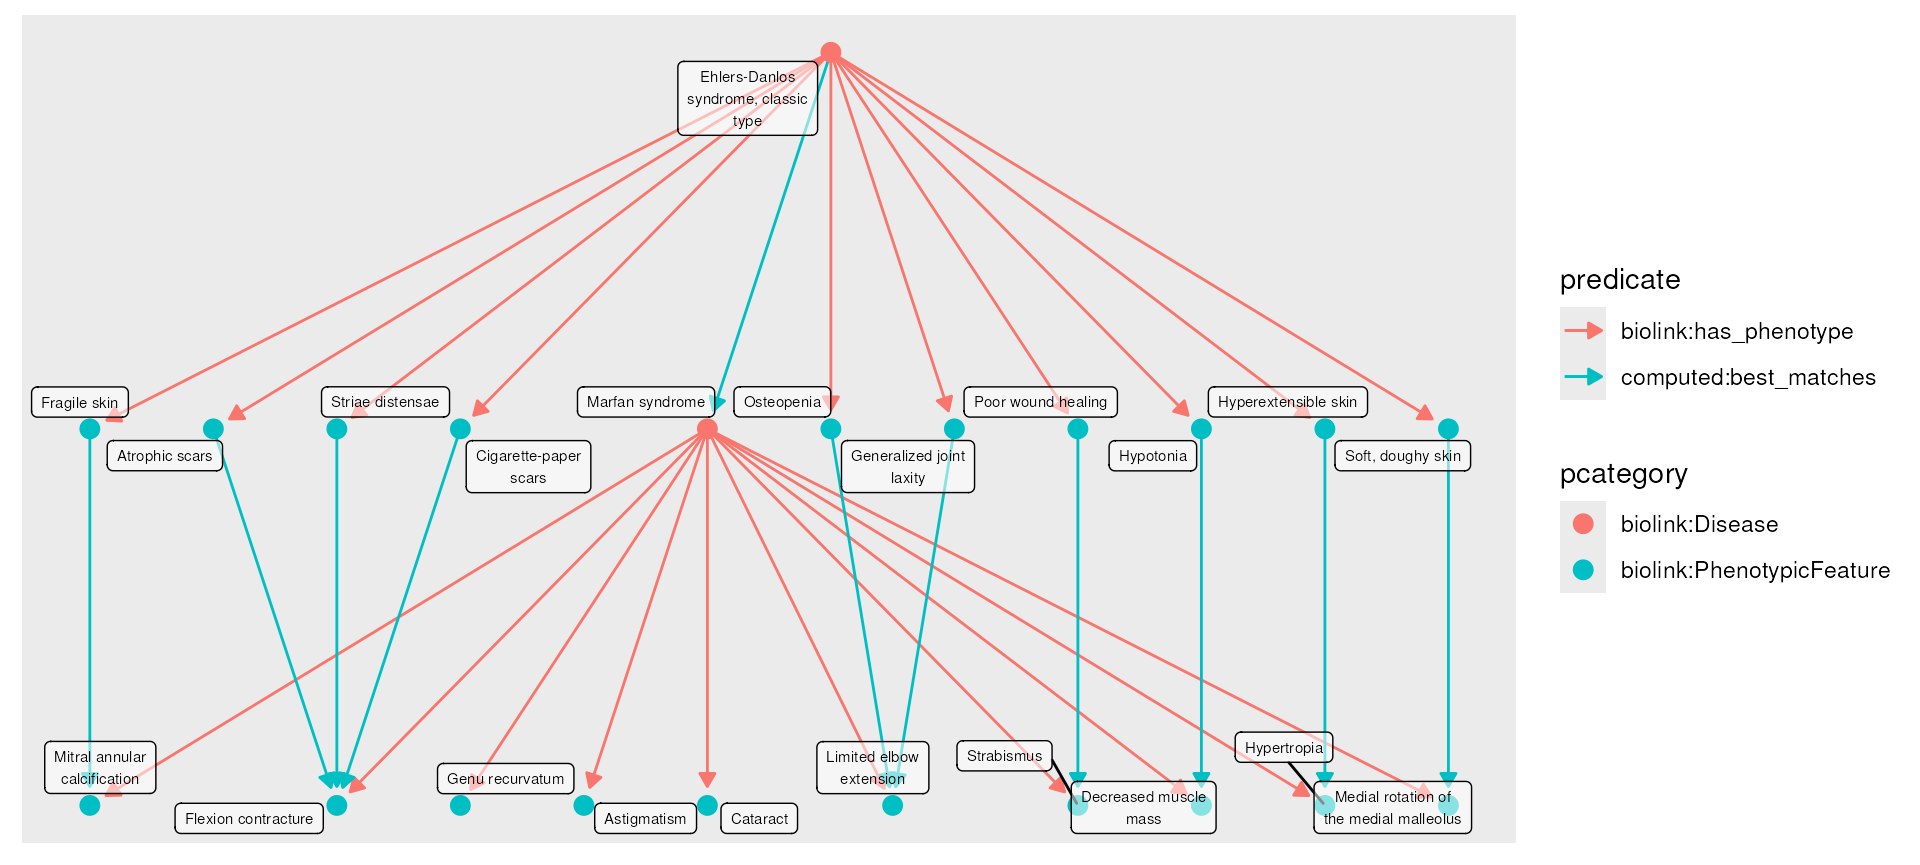 Ehlers-Danlos
syndrome, classic
type
Fragile skin
Striae distensae
Marfan syndrome
Osteopenia
Poor wound healing
Hyperextensible skin
Atrophic scars
Cigarette-paper
scars
Generalized joint
laxity
Hypotonia
Soft, doughy skin
Mitral annular
calcification
Genu recurvatum
Limited elbow
extension
Strabismus
Hypertropia
Flexion contracture
Astigmatism
Cataract
Decreased muscle
mass
Medial rotation of
the medial malleolus
predicate
biolink:has_phenotype
computed:best_matches
pcategory
biolink:Disease
biolink:PhenotypicFeature